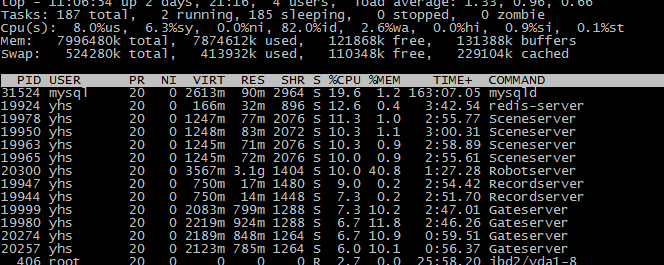 top - 11:06:54 up 2 days, 21:16, 4 users, load average: 1.33, 0.96, 0.66
Tasks: 187 total, 2 running, 185 sleeping, 0 stopped, 0 zombie
Cpu(s): 8.0%us, 6.3%sy, 0.0%ni, 82.0%id, 2.6%wa, 0.0%hi, 0.9%si, 0.1%st
Mem: 7996480k total, 7874612k used, 121868k free, 131388k buffers
Swap: 524280k total, 413932k used, 110348k free, 229104k cached
PID USER PR NI VIRT RES SHR S %CPU %MEM TIME+ COMMAND
31524 mysql 20 0 2613m 90m 2964 S 19.6 1.2 163:07.05 mysqld
19924 yhs 20 0 166m 32m 896 S 12.6 0.4 3:42.54 redis-server
19978 yhs 20 0 1247m 77m 2076 S 11.3 1.0 2:55.77 Sceneserver
19950 yhs 20 0 1248m 83m 2072 S 10.3 1.1 3:00.31 Sceneserver
19963 yhs 20 0 1245m 71m 2076 S 10.3 0.9 2:58.89 Sceneserver
19965 yhs 20 0 1245m 72m 2076 S 10.0 0.9 2:55.61 Sceneserver
20300 yhs 20 0 3567m 3.1g 1404 S 10.0 40.8 1:27.28 Robotserver
19947 yhs 20 0 750m 17m 1480 S 9.0 0.2 2:54.42 Recordserver
19944 yhs 20 0 750m 14m 1448 S 7.3 0.2 2:51.70 Recordserver
19999 yhs 20 0 2083m 799m 1288 S 7.3 10.2 2:47.01 Gateserver
19980 yhs 20 0 2219m 924m 1288 S 6.7 11.8 2:46.26 Gateserver
20274 yhs 20 0 2189m 848m 1264 S 6.7 10.9 0:59.51 Gateserver
20257 yhs 20 0 2123m 785m 1264 S 6.0 10.1 0:56.37 Gateserver
406 root 20 0 0 0 0 R 2.7 0.0 25:58.20 jbd2/vda1-8